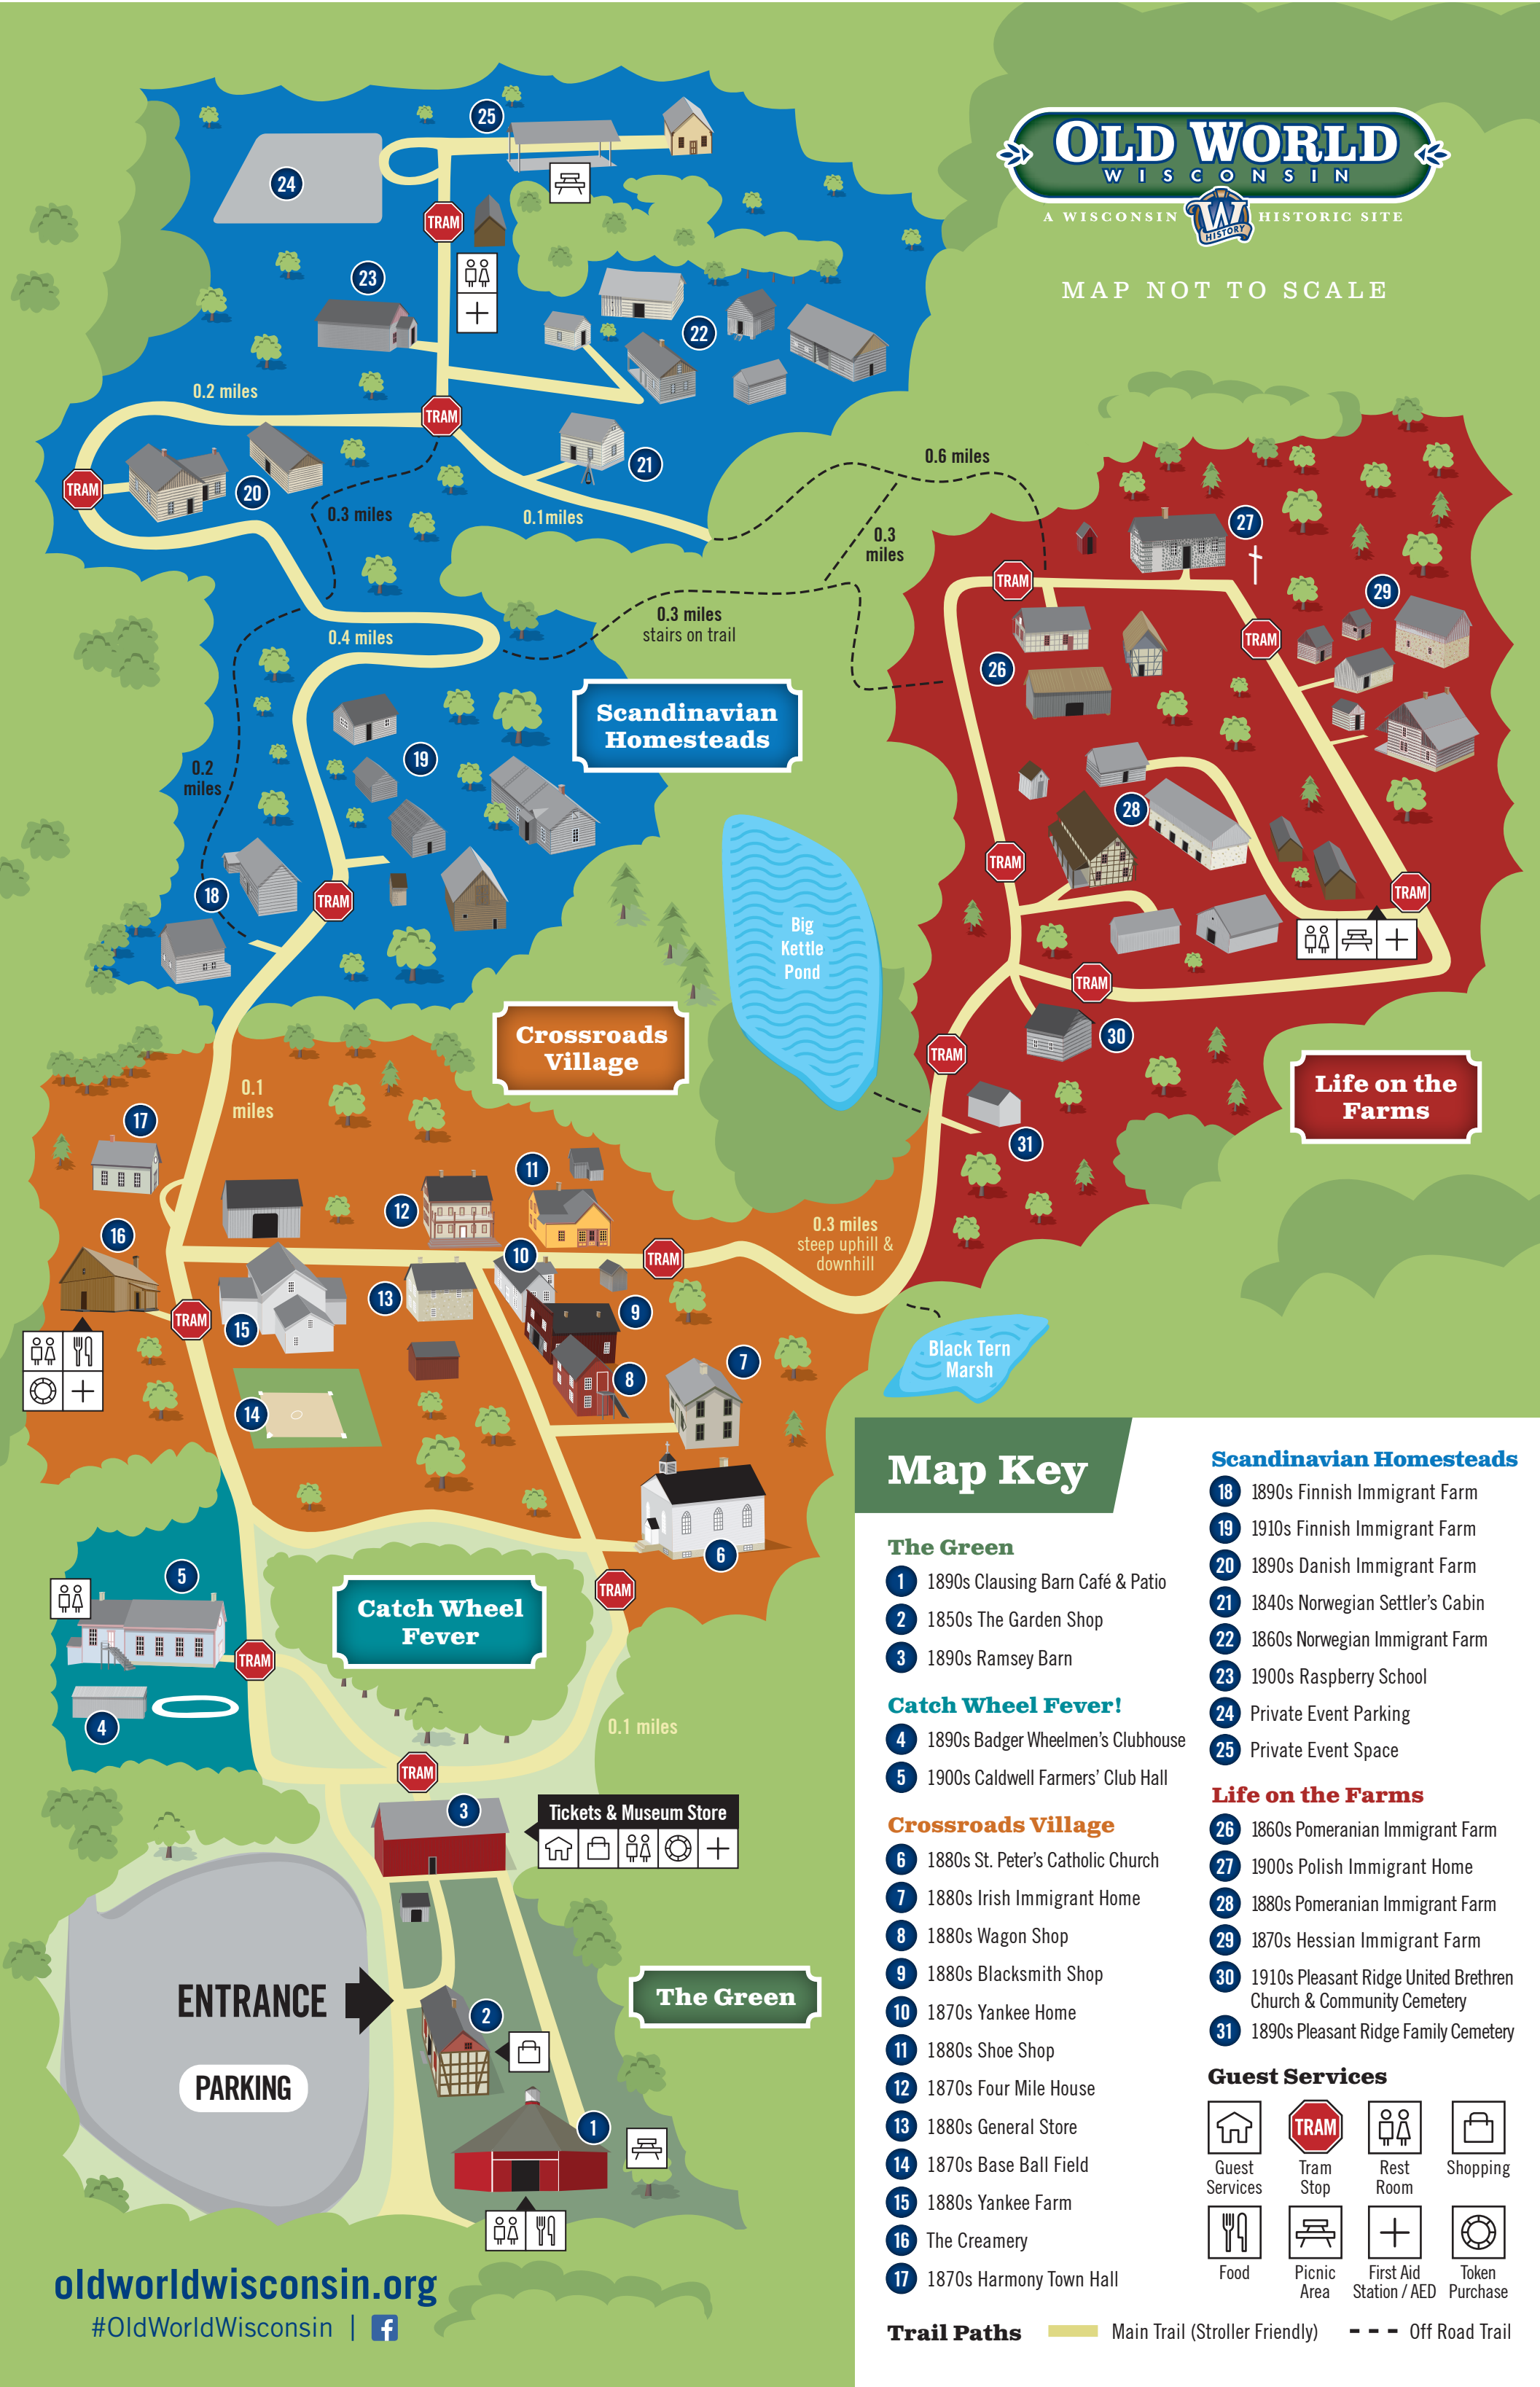 OLD WORLD
WISCONSIN
A WISCONSIN W HISTORIC SITE
HISTORY
MAP NOT TO SCALE
25
24
TRAM
23
22
0.2 miles
TRAM
21
TRAM
20
0.3 miles
0.1 miles
0.6 miles
0.3
miles
27
TRAM
29
TRAM
26
0.3 miles
stairs on trail
0.4 miles
Scandinavian
Homesteads
19
0.2
miles
28
TRAM
18
TRAM
TRAM
Big
Kettle
Pond
TRAM
30
TRAM
Crossroads
Village
Life on the
Farms
0.1
miles
17
31
11
12
16
10
TRAM
0.3 miles
steep uphill &
downhill
13
9
TRAM
15
7
8
Black Tern
Marsh
14
6
5
TRAM
Catch Wheel
Fever
TRAM
4
0.1 miles
TRAM
3
Tickets & Museum Store
ENTRANCE
The Green
2
PARKING
1
oldworldwisconsin.org
#OldWorldWisconsin | f
Map Key
The Green
1 1890s Clausing Barn Café & Patio
2 1850s The Garden Shop
3 1890s Ramsey Barn
Catch Wheel Fever!
4 1890s Badger Wheelmen's Clubhouse
5 1900s Caldwell Farmers' Club Hall
Crossroads Village
6 1880s St. Peter's Catholic Church
7 1880s Irish Immigrant Home
8 1880s Wagon Shop
9 1880s Blacksmith Shop
10 1870s Yankee Home
11 1880s Shoe Shop
12 1870s Four Mile House
13 1880s General Store
14 1870s Base Ball Field
15 1880s Yankee Farm
16 The Creamery
17 1870s Harmony Town Hall
Scandinavian Homesteads
18 1890s Finnish Immigrant Farm
19 1910s Finnish Immigrant Farm
20 1890s Danish Immigrant Farm
21 1840s Norwegian Settler's Cabin
22 1860s Norwegian Immigrant Farm
23 1900s Raspberry School
24 Private Event Parking
25 Private Event Space
Life on the Farms
26 1860s Pomeranian Immigrant Farm
27 1900s Polish Immigrant Home
28 1880s Pomeranian Immigrant Farm
29 1870s Hessian Immigrant Farm
30 1910s Pleasant Ridge United Brethren
Church & Community Cemetery
31 1890s Pleasant Ridge Family Cemetery
Guest Services
TRAM
Guest
Services
Tram
Stop
Rest
Room
Shopping
Food
Picnic
Area
First Aid
Station / AED
Token
Purchase
Trail Paths
Main Trail (Stroller Friendly)
Off Road Trail